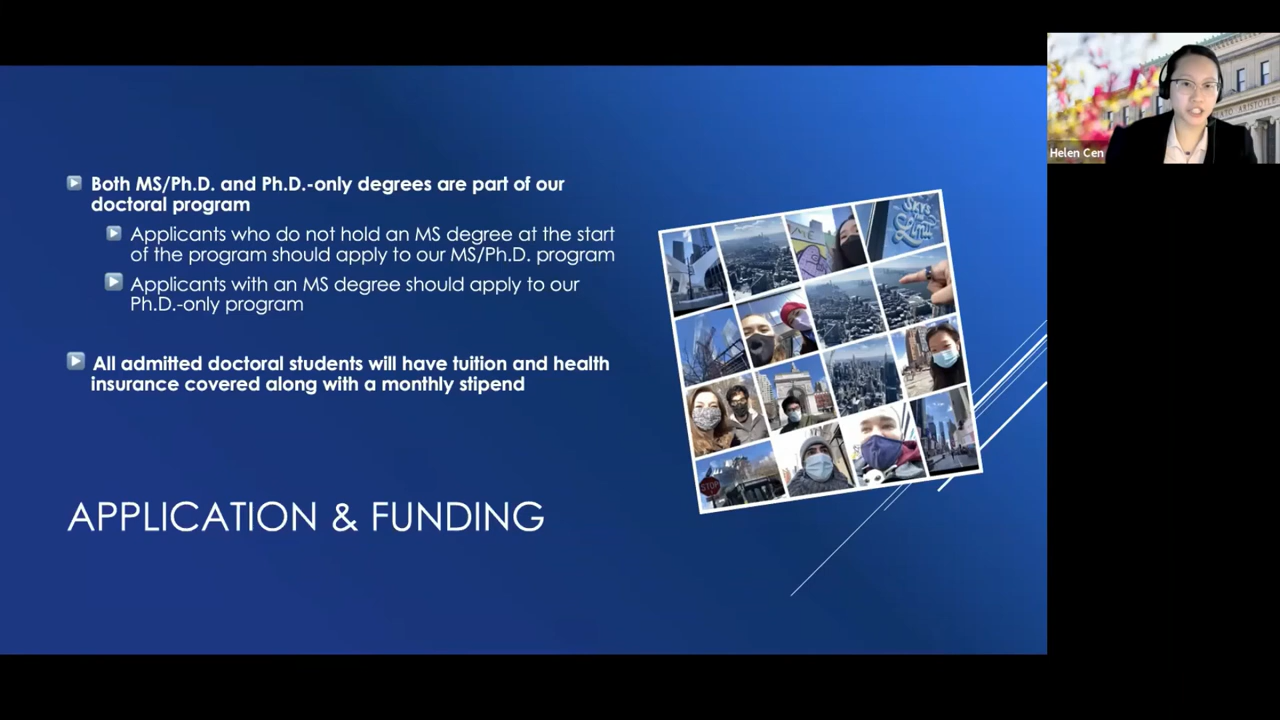 Both MS/Ph.D. and Ph.D.-only degrees are part of our
doctoral program
Applicants who do not hold an MS degree at the start
of the program should apply to our MS/Ph.D. program
Applicants with an MS degree should apply to our
Ph.D.-only program
All admitted doctoral students will have tuition and health
insurance covered along with a monthly stipend
APPLICATION & FUNDING
STOP
Helen Cen